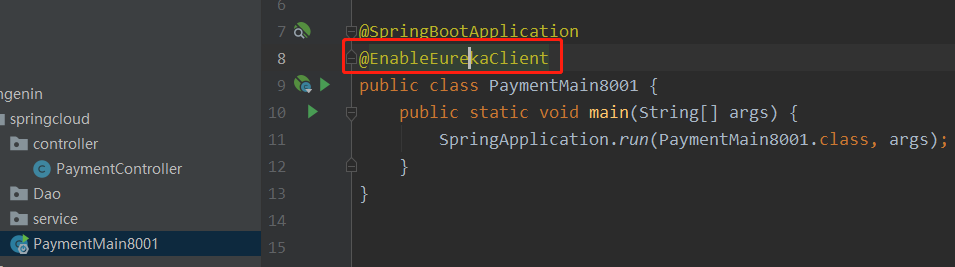 ngenin
springcloud
controller
PaymentController
Dao
service
PaymentMain8001
6
7 @SpringBootApplication
8 @EnableEurekaClient
9 public class PaymentMain8001 {
10 public static void main(String[] args) {
11 SpringApplication.run(PaymentMain8001.class, args);
12 }
13 }
14
15